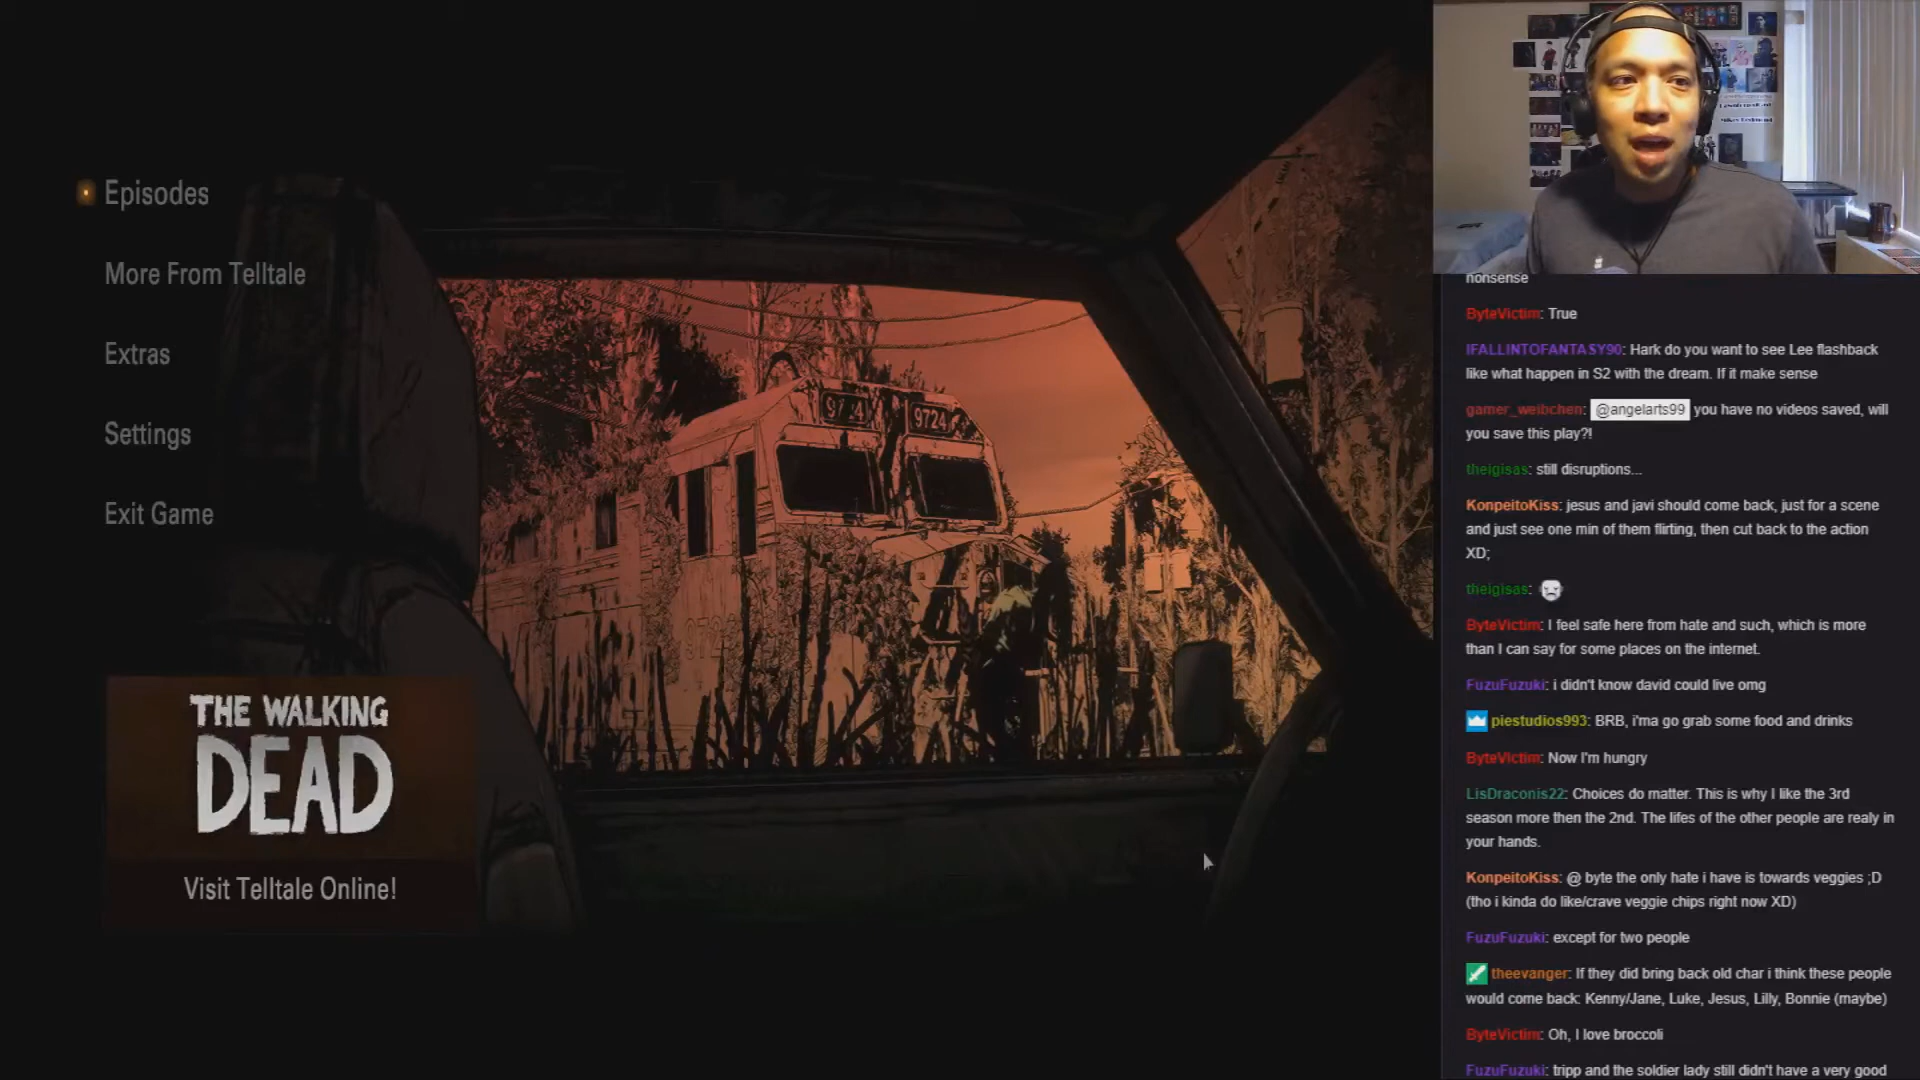 Episodes
More From Telltale
Extras
Settings
Exit Game
THE WALKING
DEAD
Visit Telltale Online!
9724
9724
nonsense
ByteVictim: True
IFALLINTOFANTASY90: Hark do you want to see Lee flashback
like what happen in S2 with the dream. If it make sense
gamer_weibchen: @angelarts99 you have no videos saved, will
you save this play?!
theigisas: still disruptions...
KonpeitoKiss: jesus and javi should come back, just for a scene
and just see one min of them flirting, then cut back to the action
XD;
theigisas:
ByteVictim: I feel safe here from hate and such, which is more
than I can say for some places on the internet.
FuzuFuzuki: i didn't know david could live omg
piestudios993: BRB, i'ma go grab some food and drinks
ByteVictim: Now I'm hungry
LisDraconis22: Choices do matter. This is why I like the 3rd
season more then the 2nd. The lifes of the other people are realy in
your hands.
KonpeitoKiss: @ byte the only hate i have is towards veggies ;D
(tho i kinda do like/crave veggie chips right now XD)
FuzuFuzuki: except for two people
theevanger: If they did bring back old char i think these people
would come back: Kenny/Jane, Luke, Jesus, Lilly, Bonnie (maybe)
ByteVictim: Oh, I love broccoli
FuzuFuzuki: tripp and the soldier lady still didn't have a very good